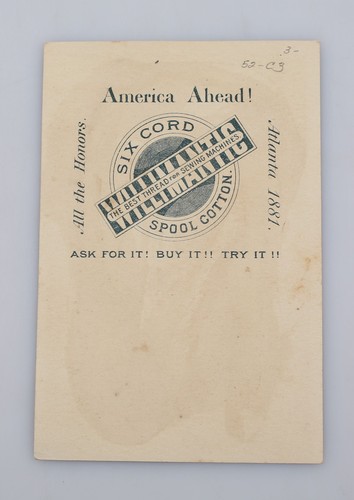 3-
52-C3
America Ahead!
All the Honors.
Atlanta 1881.
SIX CORD
WILLIMANTIC
THE BEST THREAD FOR SEWING MACHINES
SPOOL COTTON.
ASK FOR IT! BUY IT!! TRY IT!!